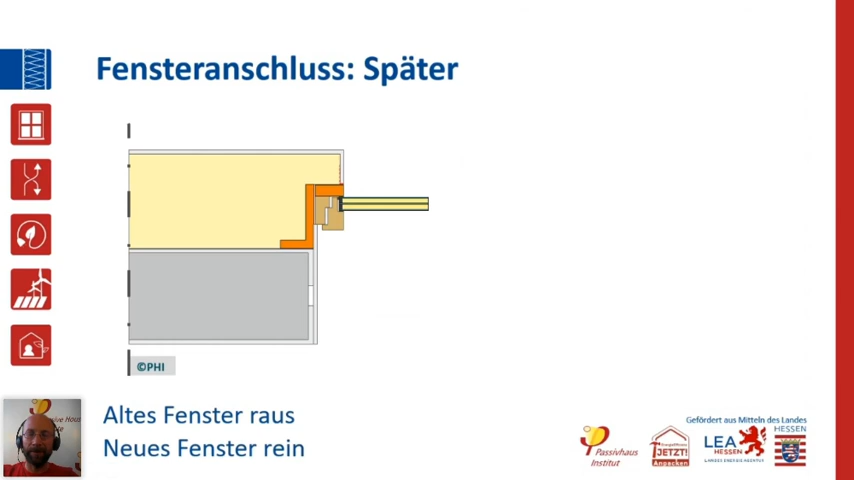 Fensteranschluss: Später
©PHI
Altes Fenster raus
Neues Fenster rein
Passivhaus
Institut
JETZT!
Anpacken
Gefördert aus Mitteln des Landes
HESSEN
LEA
HESSEN
LANDES ENERGIE AGENTUR